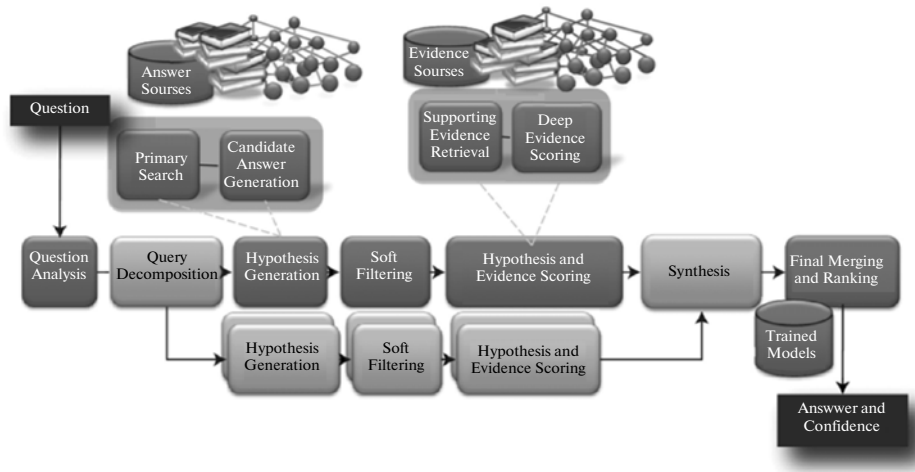 Answer
Sourses
Evidence
Sourses
Question
Primary
Search
Candidate
Answer
Generation
Supporting
Evidence
Retrieval
Deep
Evidence
Scoring
Question
Analysis
Query
Decomposition
Hypothesis
Generation
Soft
Filtering
Hypothesis and
Evidence Scoring
Synthesis
Final Merging
and Ranking
Trained
Models
Hypothesis
Generation
Soft
Filtering
Hypothesis and
Evidence Scoring
Answwer and
Confidence